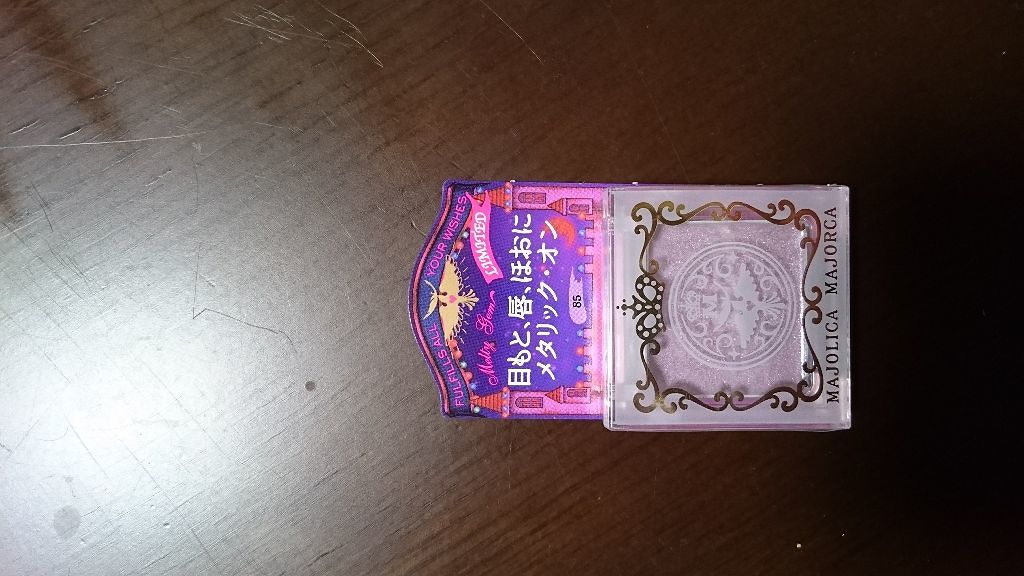 FULFILLS ALL YOUR WISHES
LIMITED
Melty Gem
目もと、唇、ほおに
メタリック・オン
85
MAJOLICA MAJORCA